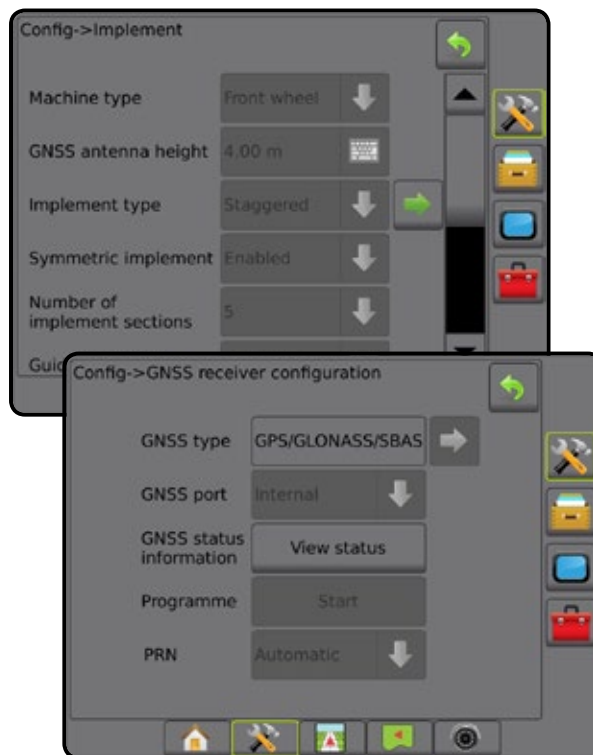 Config->Implement
Machine type Front wheel
GNSS antenna height 4.00 m
Implement type Staggered
Symmetric implement Enabled
Number of
implement sections 5
Guid
Config->GNSS receiver configuration
GNSS type GPS/GLONASS/SBAS
GNSS port Internal
GNSS status
information View status
Programme Start
PRN Automatic